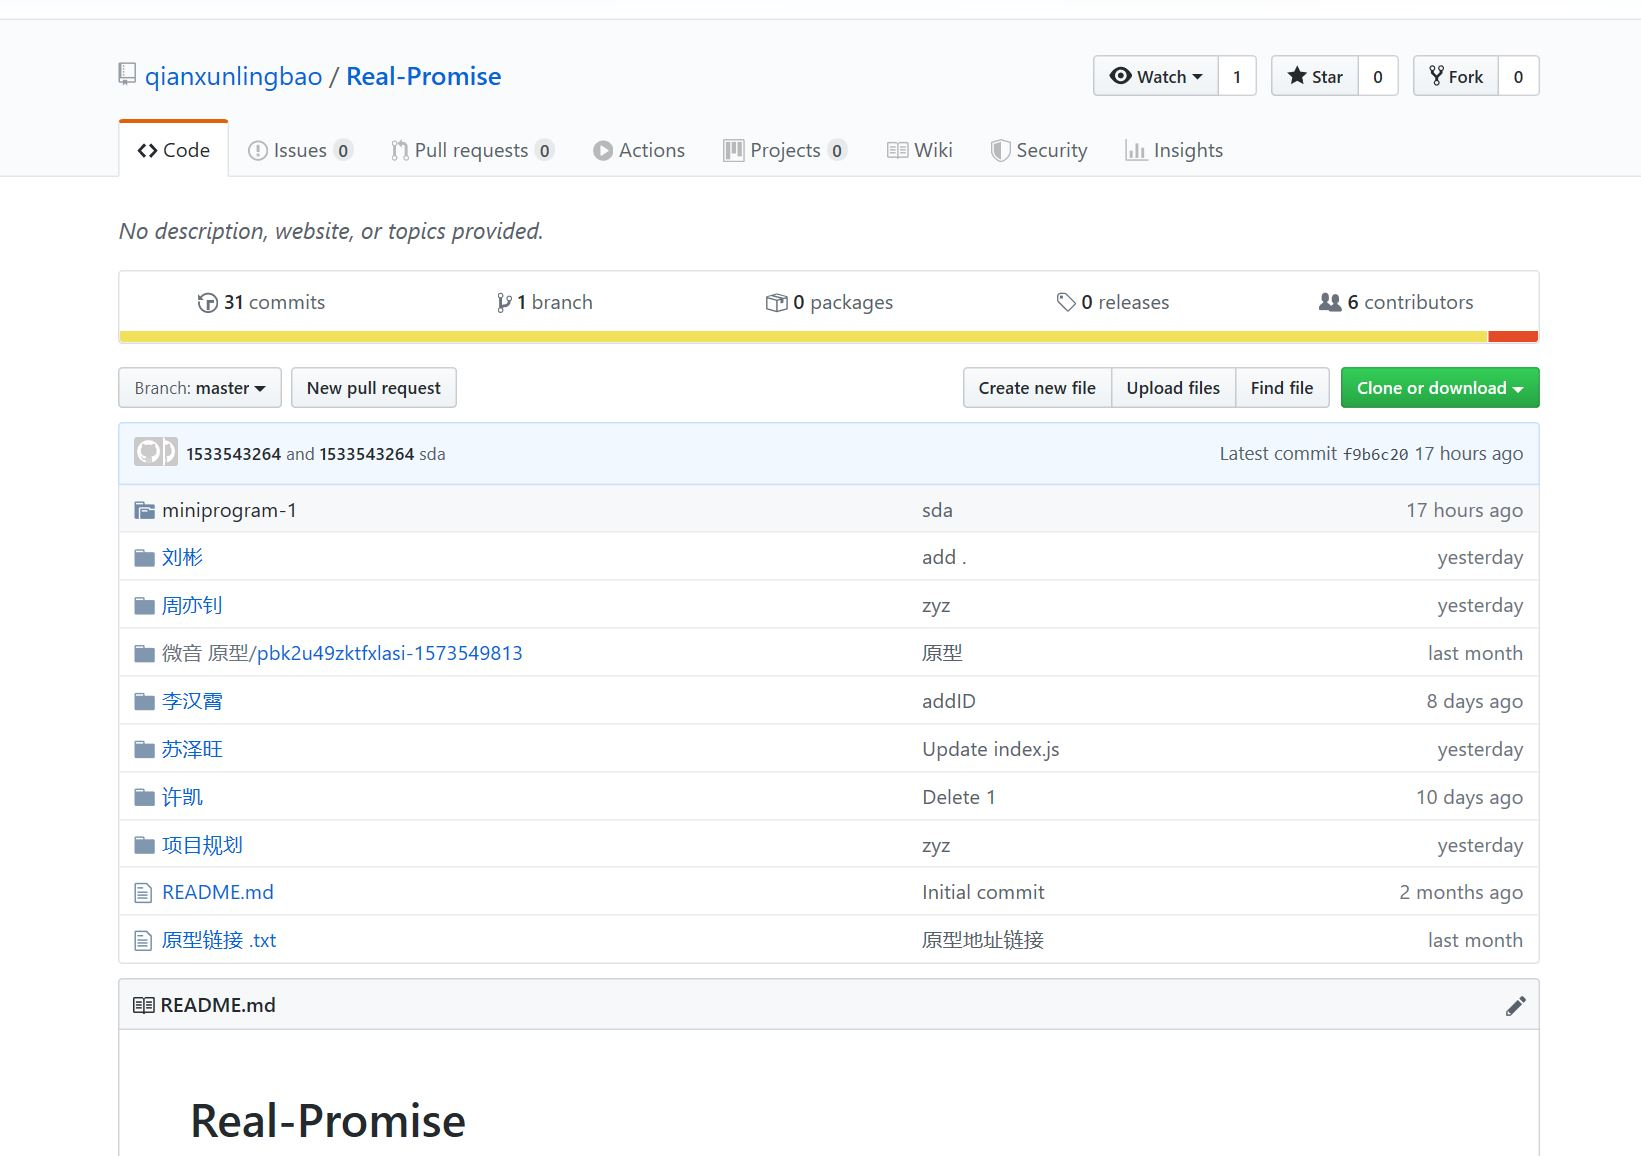 qianxunlingbao / Real-Promise
Watch 1 Star 0 Fork 0
Code Issues 0 Pull requests 0 Actions Projects 0 Wiki Security Insights
No description, website, or topics provided.
31 commits 1 branch 0 packages 0 releases 6 contributors
Branch: master New pull request Create new file Upload files Find file Clone or download
1533543264 and 1533543264 sda Latest commit f9b6c20 17 hours ago
miniprogram-1 sda 17 hours ago
刘彬 add . yesterday
周亦钊 zyz yesterday
微音 原型/pbk2u49zktfxlasi-1573549813 原型 last month
李汉霄 addID 8 days ago
苏泽旺 Update index.js yesterday
许凯 Delete 1 10 days ago
项目规划 zyz yesterday
README.md Initial commit 2 months ago
原型链接 .txt 原型地址链接 last month
README.md
Real-Promise